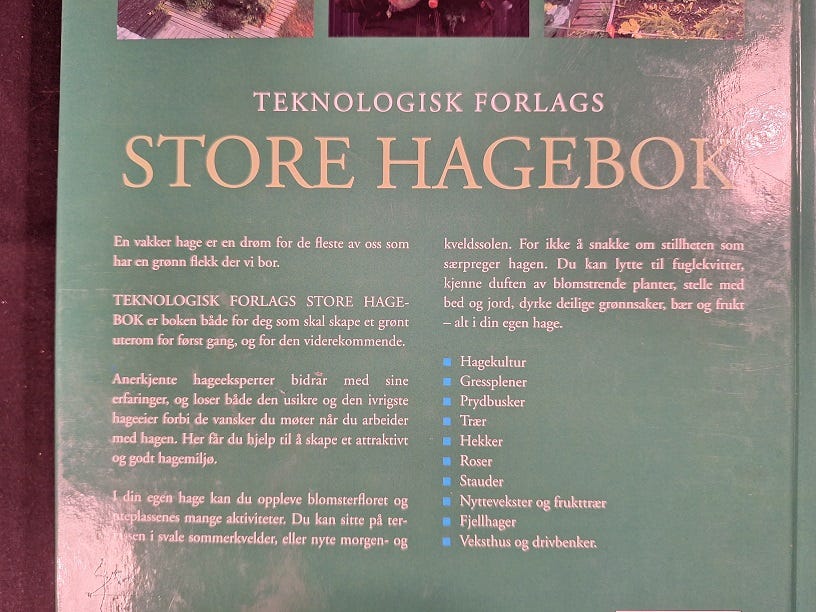 TEKNOLOGISK FORLAGS
STORE HAGEBOK
En vakker hage er en drøm for de fleste av oss som
har en grønn flekk der vi bor.
TEKNOLOGISK FORLAGS STORE HAGE-
BOK er boken både for deg som skal skape et grønt
uterom for først gang, og for den viderekommende.
Anerkjente hageeksperter bidrar med sine
erfaringer, og loser både den usikre og den ivrigste
hageeier forbi de vansker du møter når du arbeider
med hagen. Her får du hjelp til å skape et attraktivt
og godt hagemiljø.
I din egen hage kan du oppleve blomsterfloret og
uteplassenes mange aktiviteter. Du kan sitte på ter-
rassen i svale sommerkvelder, eller nyte morgen- og
kveldssolen. For ikke å snakke om stillheten som
særpreger hagen. Du kan lytte til fuglekvitter,
kjenne duften av blomstrende planter, stelle med
bed og jord, dyrke deilige grønnsaker, bær og frukt
– alt i din egen hage.
Hagekultur
Gressplener
Prydbusker
Trær
Hekker
Roser
Stauder
Nyttevekster og frukttrær
Fjellhager
Veksthus og drivbenker.